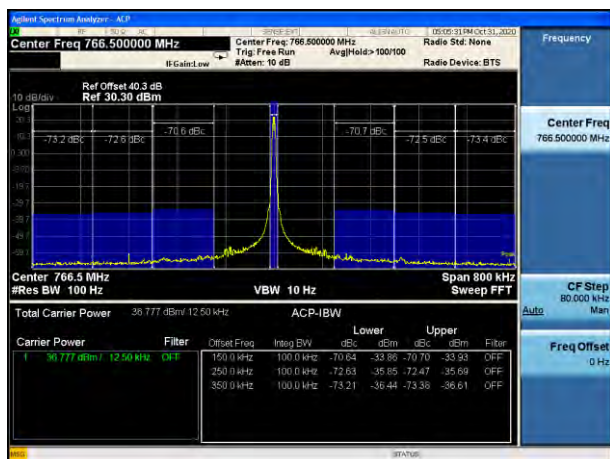 Agilent Spectrum Analyzer - ACP
RF 50 Ω AC SENSE:EXT ALIGN AUTO 05:05:31 PM Oct 31, 2020
Center Freq 766.500000 MHz
Center Freq: 766.500000 MHz
Radio Std: None
Trig: Free Run Avg|Hold:> 100/100
IFGain:Low #Atten: 10 dB Radio Device: BTS
Ref Offset 40.3 dB
10 dB/div Ref 30.30 dBm
Log
-73.2 dBc -72.6 dBc -70.6 dBc -70.7 dBc -72.5 dBc -73.4 dBc
Center 766.5 MHz Span 800 kHz
#Res BW 100 Hz VBW 10 Hz Sweep FFT
Total Carrier Power 36.777 dBm/ 12.50 kHz ACP-IBW
Lower Upper
Carrier Power Filter Offset Freq Integ BW dBc dBm dBc dBm Filter
1 36.777 dBm / 12.50 kHz OFF
150.0 kHz 100.0 kHz -70.64 -33.86 -70.70 -33.93 OFF
250.0 kHz 100.0 kHz -72.63 -35.85 -72.47 -35.69 OFF
350.0 kHz 100.0 kHz -73.21 -36.44 -73.38 -36.61 OFF
MSG STATUS
Frequency
Center Freq
766.500000 MHz
CF Step
80.000 kHz
Auto Man
Freq Offset
0 Hz